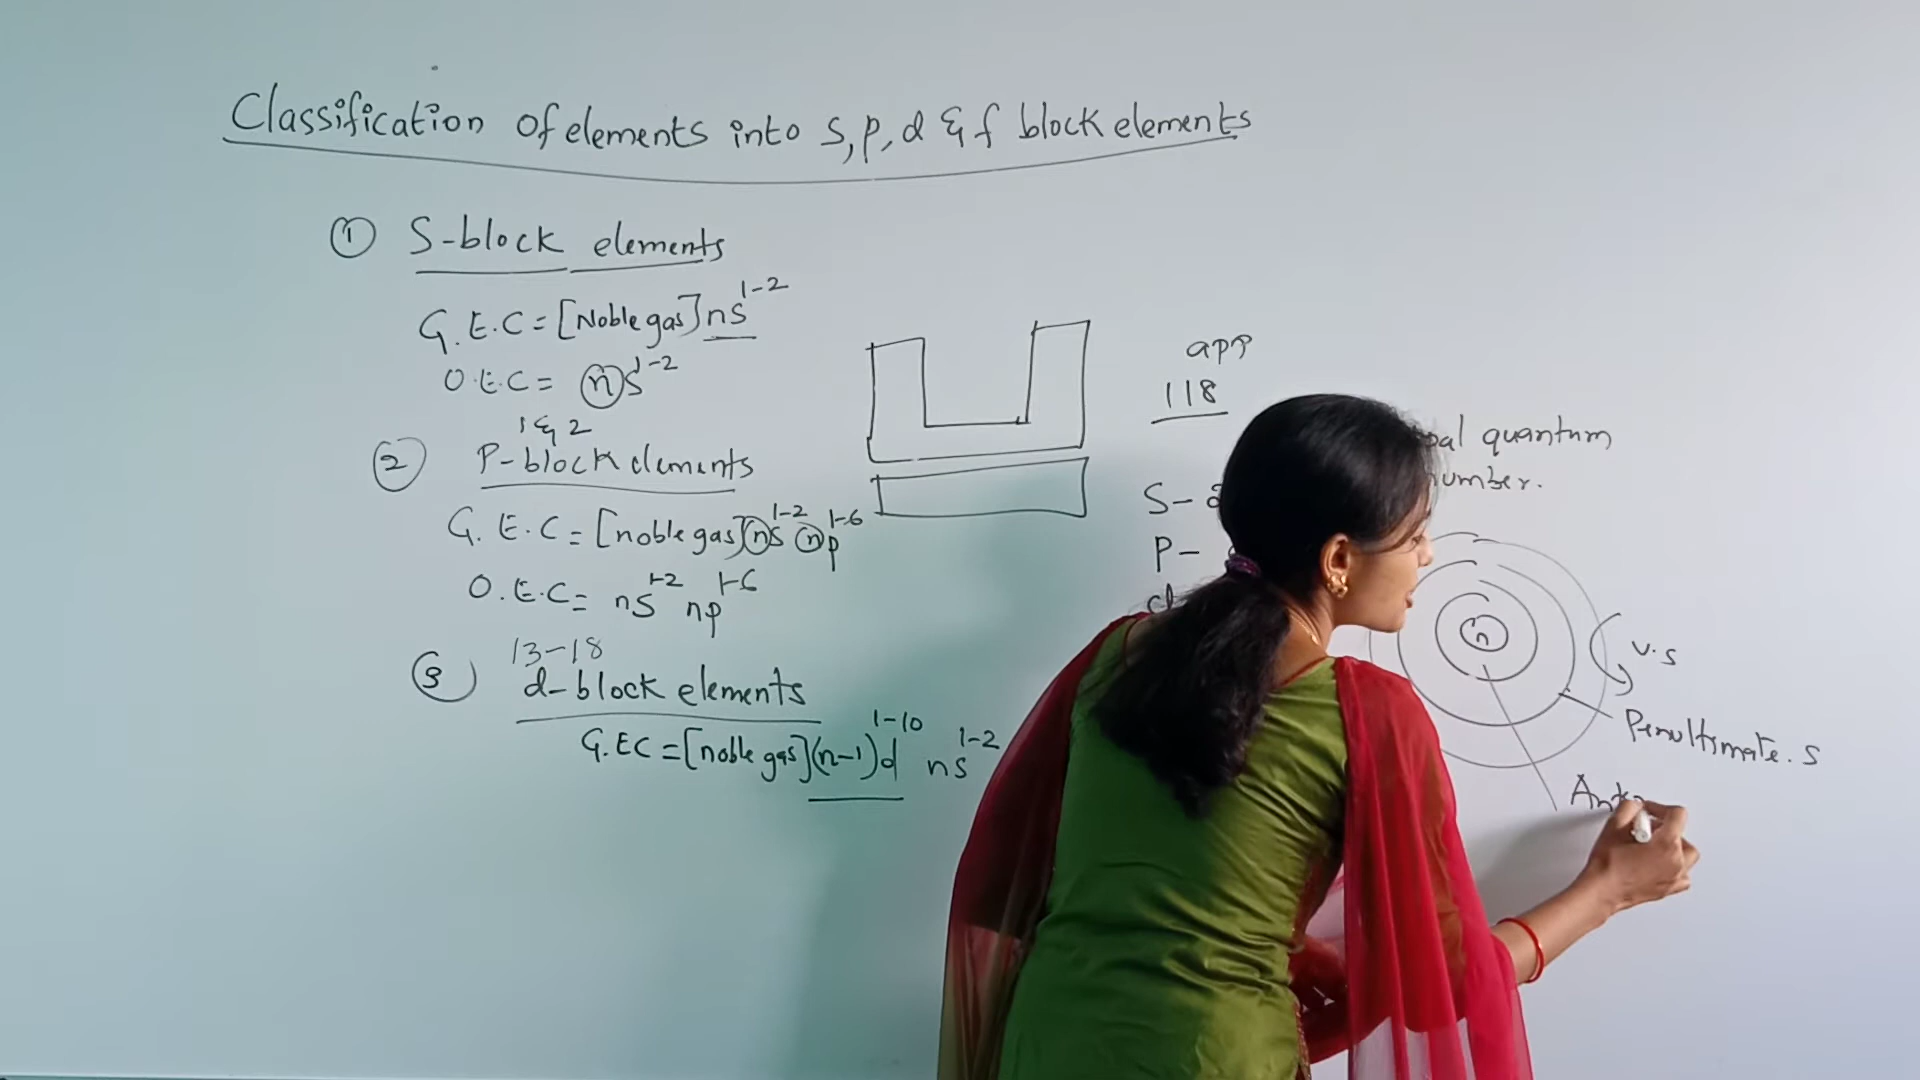 Classification of elements into s, p, d & f block elements
① S-block elements
G.E.C = [Noble gas] ns¹⁻²
O.E.C = ns¹⁻²
1 & 2
② P-block elements
G.E.C = [noble gas] ns¹⁻² np¹⁻⁶
O.E.C = ns¹⁻² np¹⁻⁶
13-18
③ d-block elements
G.EC = [noble gas] (n-1)d¹⁻¹⁰ ns¹⁻²
118
quantum
S-
P-
n
v.s
Penultimate.s